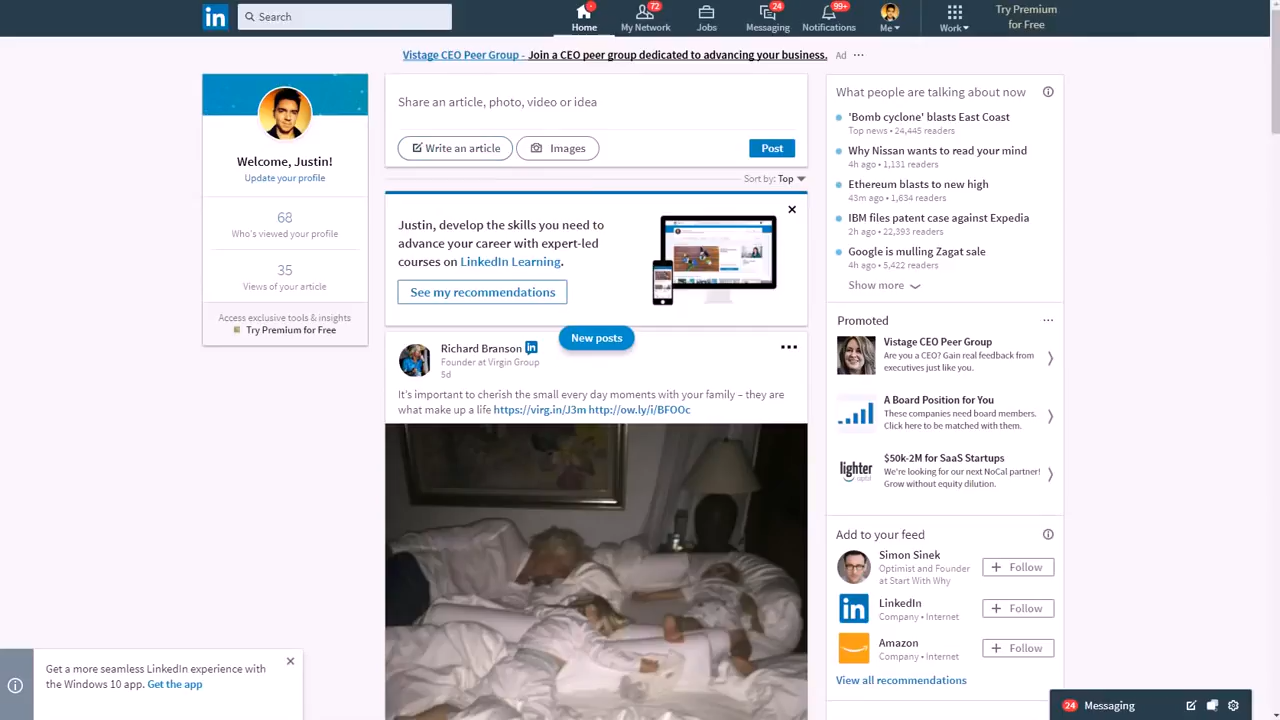 in
Search
Home
72
My Network
Jobs
24
Messaging
99+
Notifications
Me
Work
Try Premium
for Free
Vistage CEO Peer Group - Join a CEO peer group dedicated to advancing your business. Ad
Welcome, Justin!
Update your profile
68
Who's viewed your profile
35
Views of your article
Access exclusive tools & insights
Try Premium for Free
Share an article, photo, video or idea
Write an article
Images
Post
Sort by: Top
Justin, develop the skills you need to
advance your career with expert-led
courses on LinkedIn Learning.
See my recommendations
New posts
Richard Branson in
Founder at Virgin Group
5d
It's important to cherish the small every day moments with your family – they are
what make up a life https://virg.in/J3m http://ow.ly/i/BFOOc
What people are talking about now
'Bomb cyclone' blasts East Coast
Top news • 24,445 readers
Why Nissan wants to read your mind
4h ago • 1,131 readers
Ethereum blasts to new high
43m ago • 1,634 readers
IBM files patent case against Expedia
2h ago • 22,393 readers
Google is mulling Zagat sale
4h ago • 5,422 readers
Show more
Promoted
Vistage CEO Peer Group
Are you a CEO? Gain real feedback from
executives just like you.
A Board Position for You
These companies need board members.
Click here to be matched with them.
lighter
capital
$50k-2M for SaaS Startups
We're looking for our next NoCal partner!
Grow without equity dilution.
Add to your feed
Simon Sinek
Optimist and Founder
at Start With Why
+ Follow
in
LinkedIn
Company • Internet
+ Follow
Amazon
Company • Internet
+ Follow
View all recommendations
Get a more seamless LinkedIn experience with
the Windows 10 app. Get the app
24 Messaging